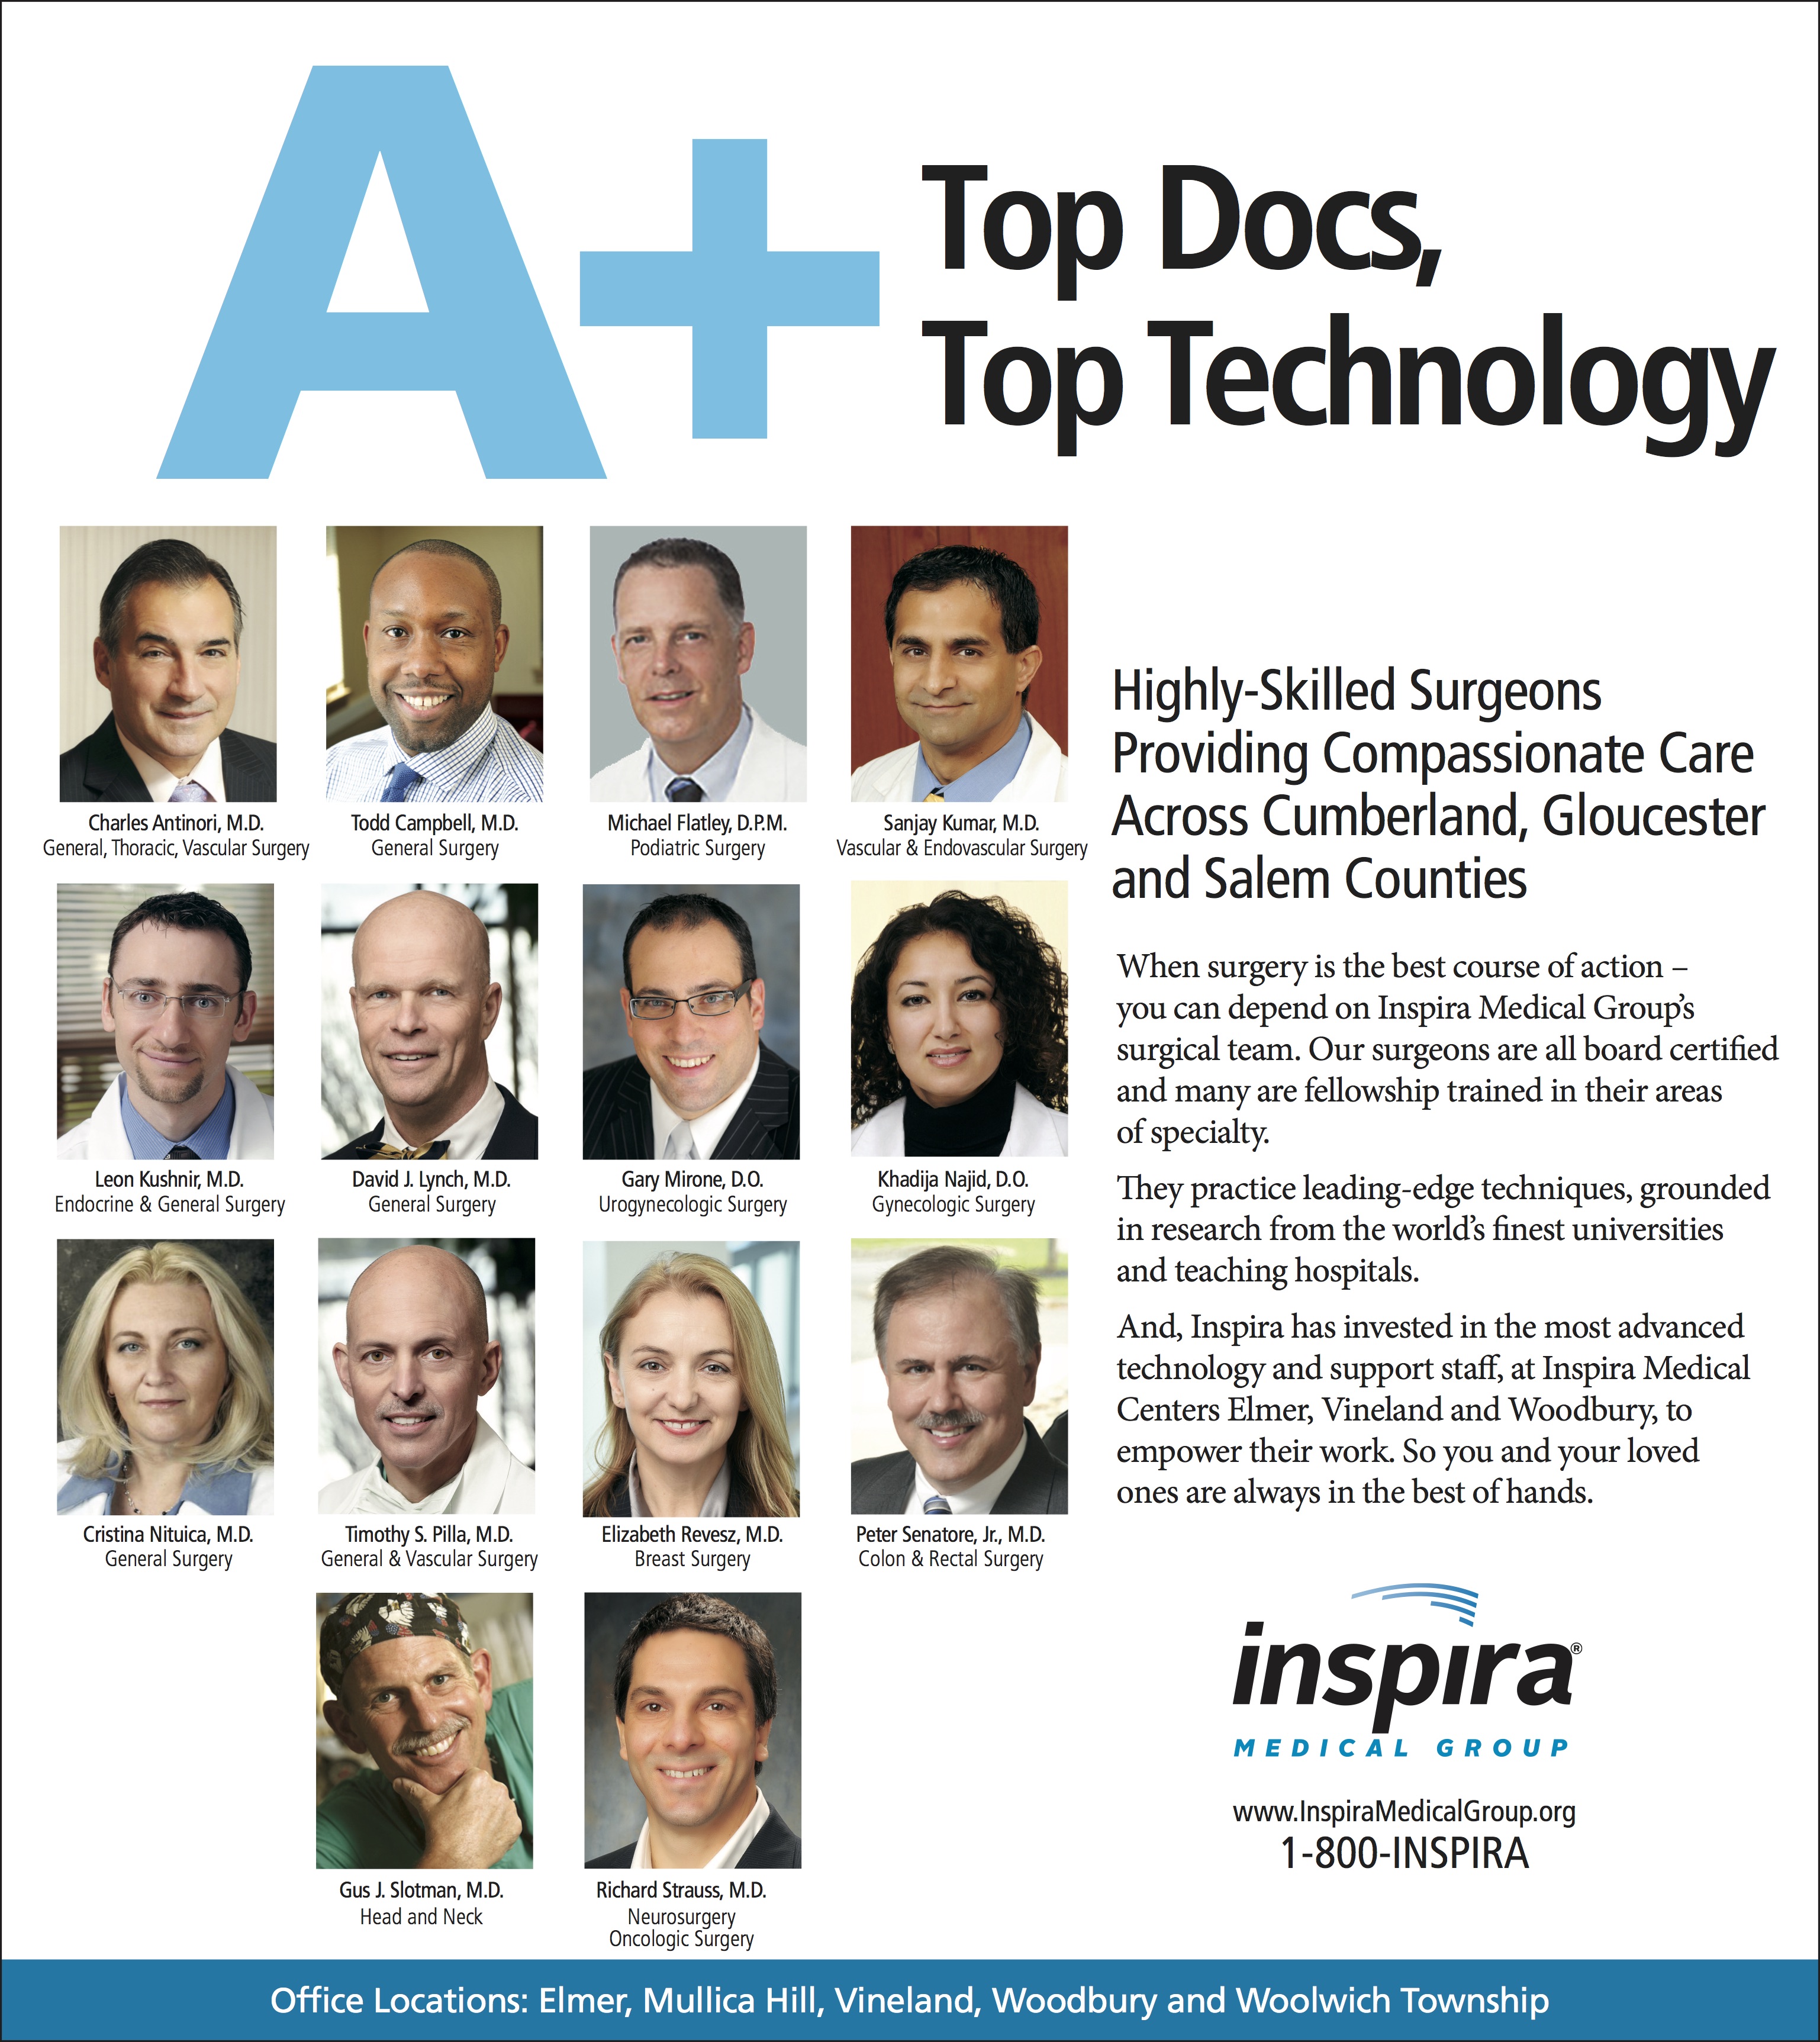 A+
Top Docs,
Top Technology
Charles Antinori, M.D.
General, Thoracic, Vascular Surgery
Todd Campbell, M.D.
General Surgery
Michael Flatley, D.P.M.
Podiatric Surgery
Sanjay Kumar, M.D.
Vascular & Endovascular Surgery
Leon Kushnir, M.D.
Endocrine & General Surgery
David J. Lynch, M.D.
General Surgery
Gary Mirone, D.O.
Urogynecologic Surgery
Khadija Najid, D.O.
Gynecologic Surgery
Cristina Nituica, M.D.
General Surgery
Timothy S. Pilla, M.D.
General & Vascular Surgery
Elizabeth Revesz, M.D.
Breast Surgery
Peter Senatore, Jr., M.D.
Colon & Rectal Surgery
Gus J. Slotman, M.D.
Head and Neck
Richard Strauss, M.D.
Neurosurgery
Oncologic Surgery
Highly-Skilled Surgeons
Providing Compassionate Care
Across Cumberland, Gloucester
and Salem Counties
When surgery is the best course of action –
you can depend on Inspira Medical Group's
surgical team. Our surgeons are all board certified
and many are fellowship trained in their areas
of specialty.
They practice leading-edge techniques, grounded
in research from the world's finest universities
and teaching hospitals.
And, Inspira has invested in the most advanced
technology and support staff, at Inspira Medical
Centers Elmer, Vineland and Woodbury, to
empower their work. So you and your loved
ones are always in the best of hands.
inspira®
MEDICAL GROUP
www.InspiraMedicalGroup.org
1-800-INSPIRA
Office Locations: Elmer, Mullica Hill, Vineland, Woodbury and Woolwich Township